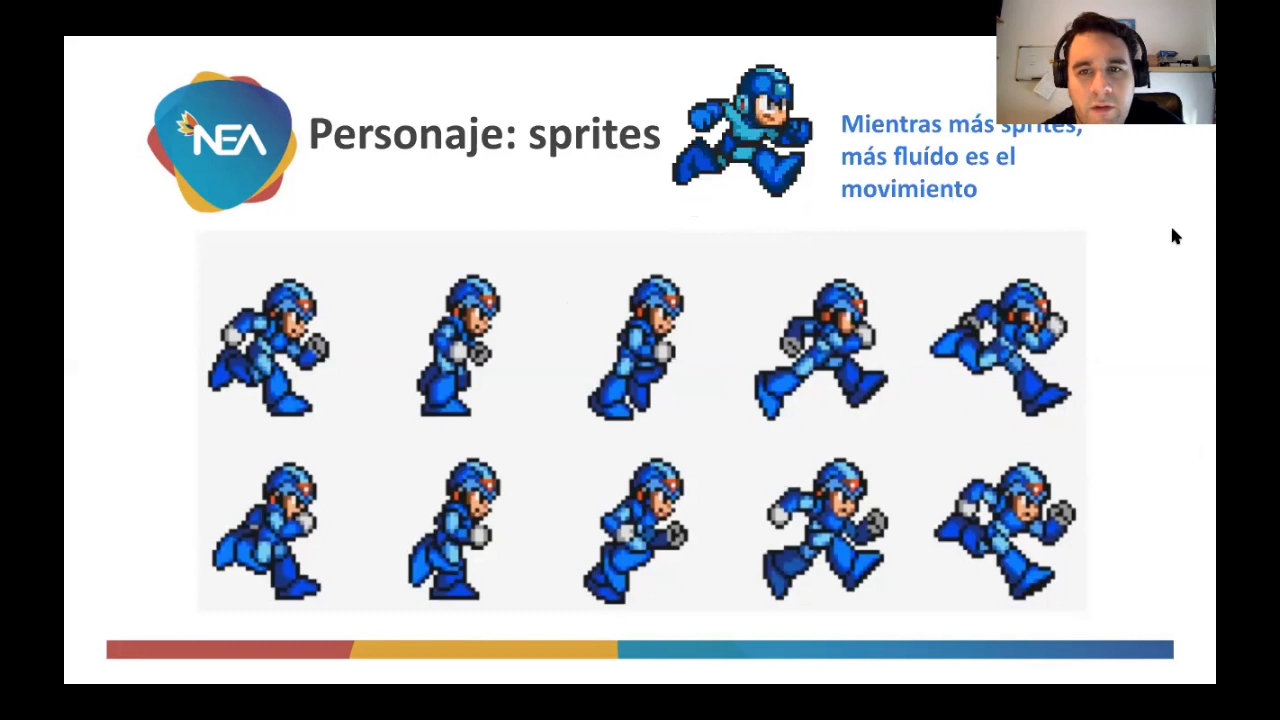 NEA
Personaje: sprites
Mientras más sprites,
más fluído es el
movimiento